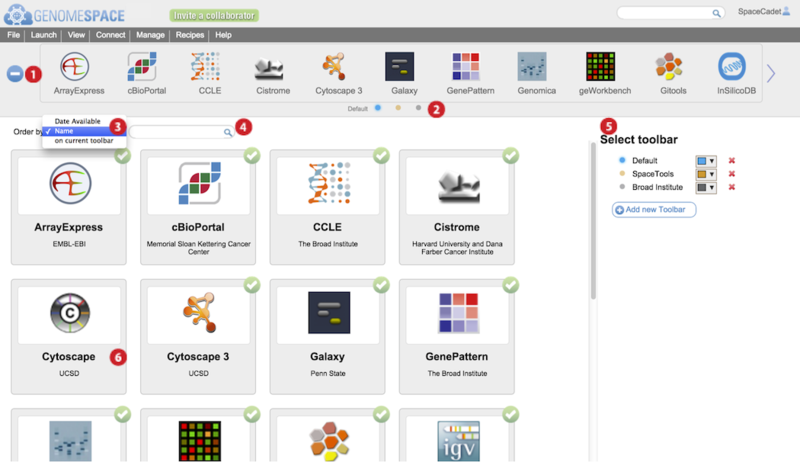 GENOMESPACE
Invite a collaborator
SpaceCadet
File Launch View Connect Manage Recipes Help
1
ArrayExpress cBioPortal CCLE Cistrome Cytoscape 3 Galaxy GenePattern Genomica geWorkbench Gitools InSilicoDB
Default 2
Order by
Date Available
✓ Name
on current toolbar
3
4
5
Select toolbar
Default
SpaceTools
Broad Institute
Add new Toolbar
ArrayExpress
EMBL-EBI
cBioPortal
Memorial Sloan Kettering Cancer
Center
CCLE
The Broad Institute
Cistrome
Harvard University and Dana
Farber Cancer Institute
C
Cytoscape 6
UCSD
Cytoscape 3
UCSD
Galaxy
Penn State
GenePattern
The Broad Institute
igv